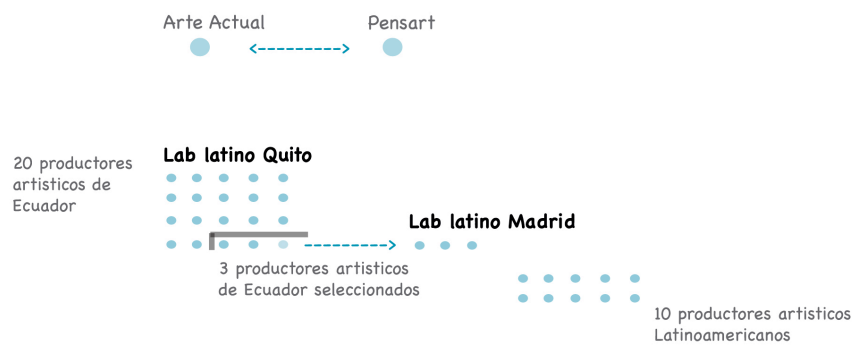 Arte Actual
Pensart
Lab latino Quito
20 productores
artisticos de
Ecuador
Lab latino Madrid
3 productores artisticos
de Ecuador seleccionados
10 productores artisticos
Latinoamericanos